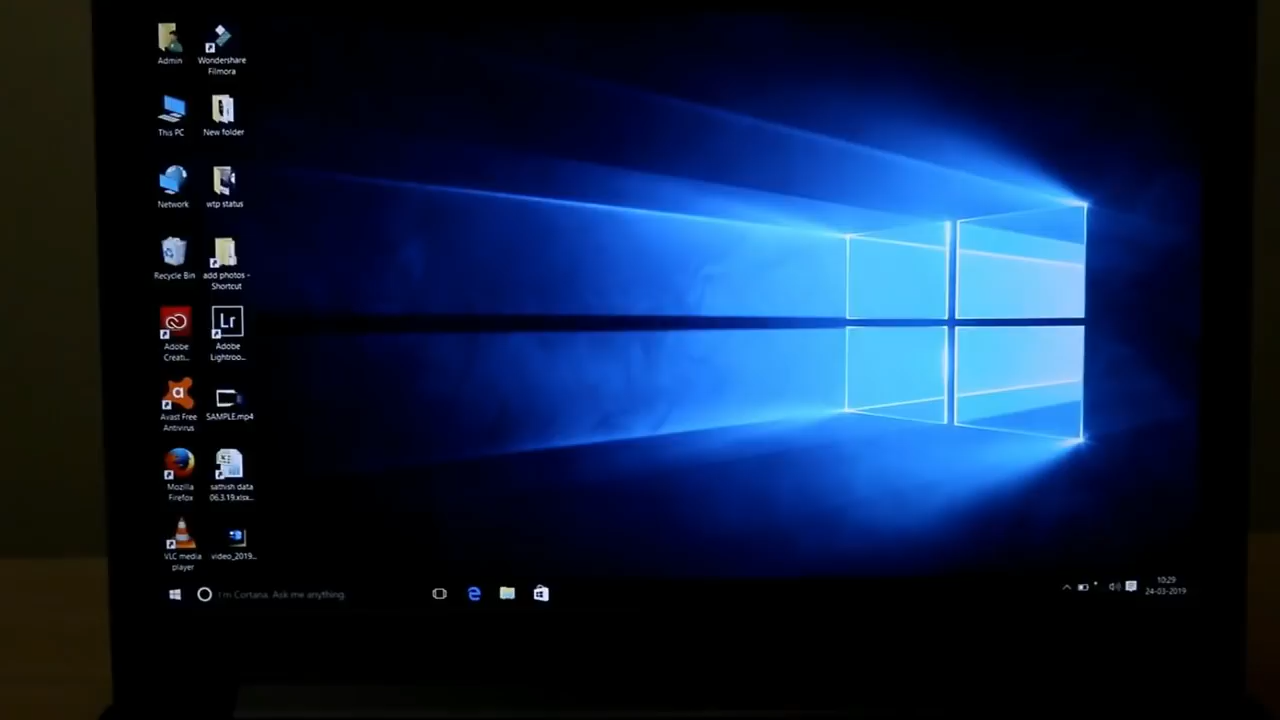 Admin
Wondershare
Filmora
This PC
New folder
Network
wtp status
Recycle Bin
add photos -
Shortcut
Lr
Adobe
Creati...
Adobe
Lightroo...
a
Avast Free
Antivirus
SAMPLE.mp4
Mozilla
Firefox
sathish data
06.3.19.xlsx...
VLC media
player
video_2019...
I'm Cortana. Ask me anything.
10:29
24-03-2019